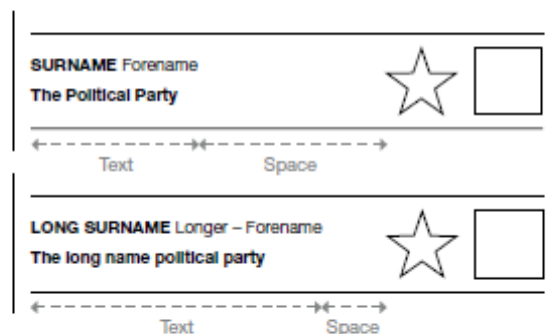 SURNAME Forename
The Political Party
Text Space
LONG SURNAME Longer – Forename
The long name political party
Text Space